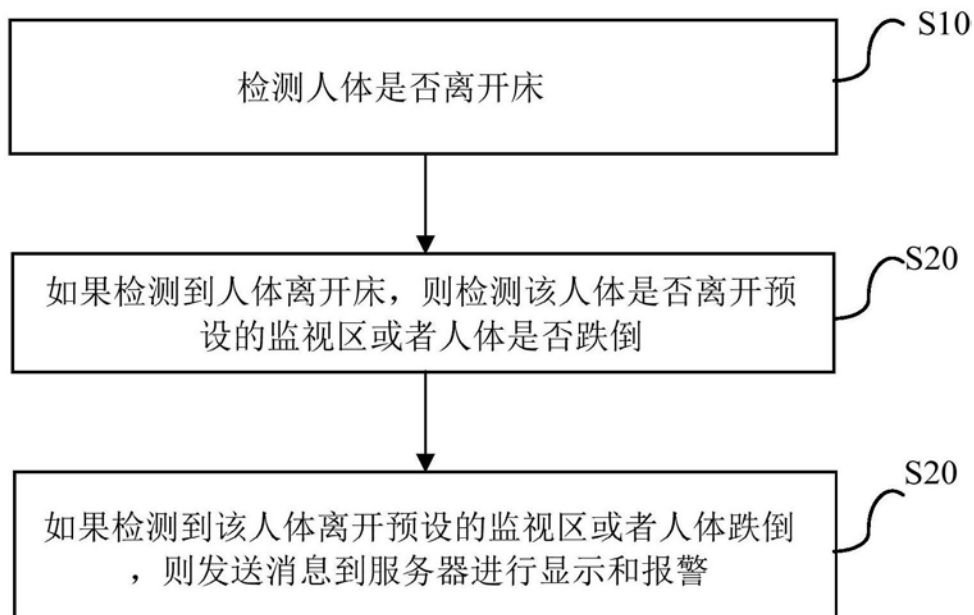 S10
检测人体是否离开床
S20
如果检测到人体离开床，则检测该人体是否离开预
设的监视区或者人体是否跌倒
S20
如果检测到该人体离开预设的监视区或者人体跌倒
，则发送消息到服务器进行显示和报警